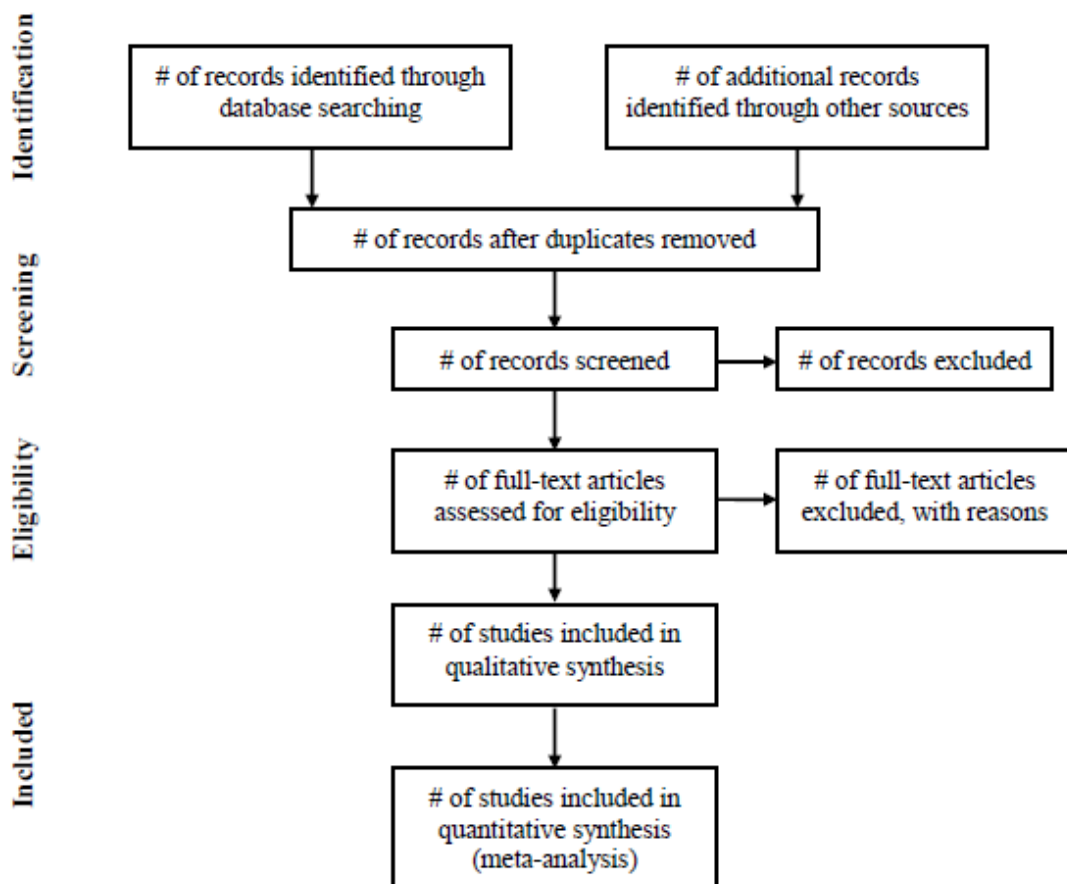 Identification
# of records identified through
database searching
# of additional records
identified through other sources
# of records after duplicates removed
Screening
# of records screened
# of records excluded
Eligibility
# of full-text articles
assessed for eligibility
# of full-text articles
excluded, with reasons
# of studies included in
qualitative synthesis
Included
# of studies included in
quantitative synthesis
(meta-analysis)